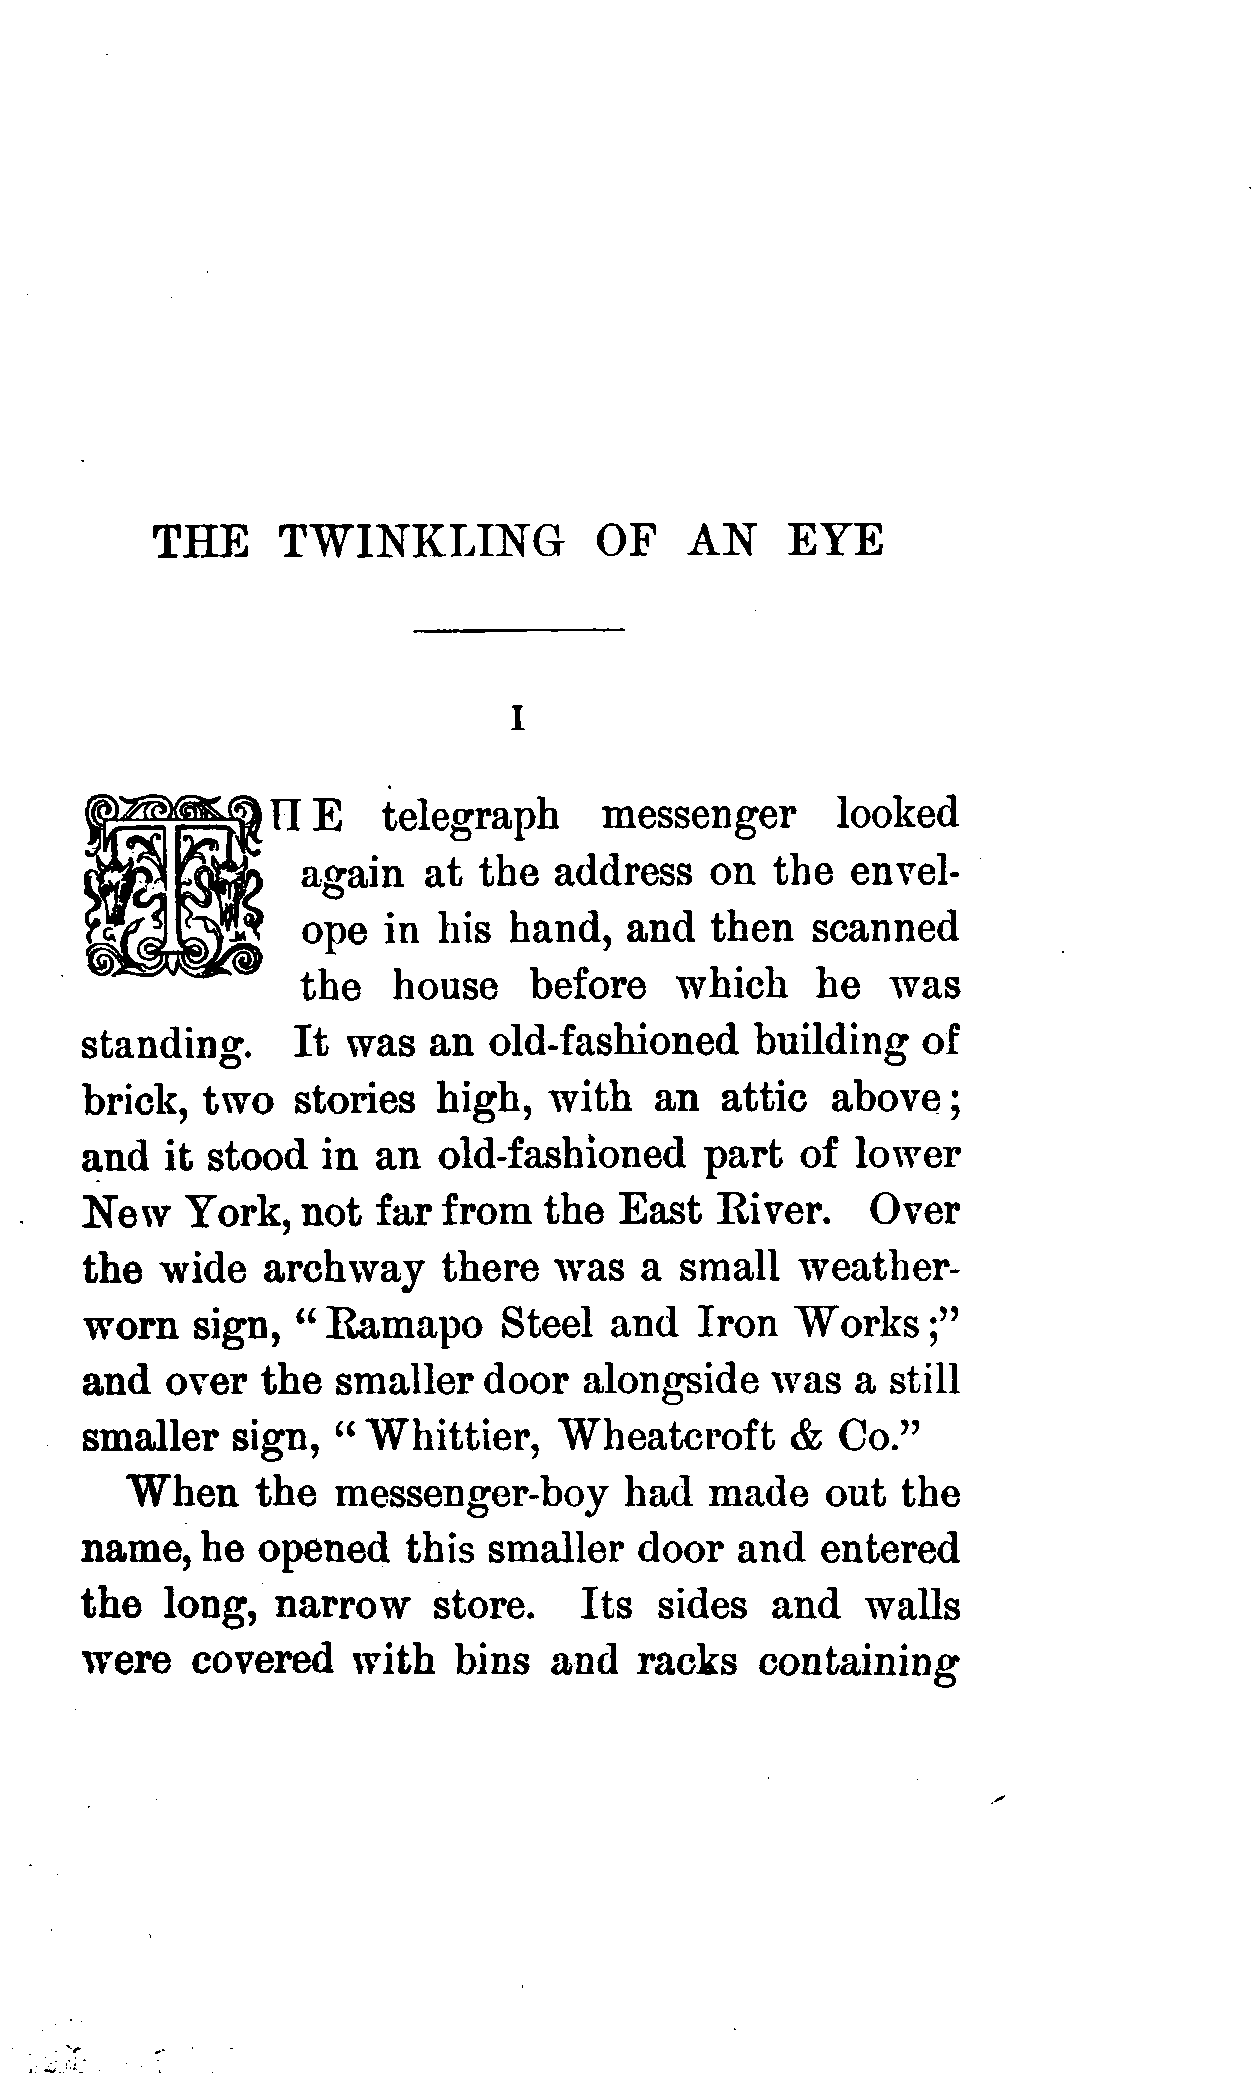 THE TWINKLING OF AN EYE
I
THE telegraph messenger looked
again at the address on the envel-
ope in his hand, and then scanned
the house before which he was
standing. It was an old-fashioned building of
brick, two stories high, with an attic above;
and it stood in an old-fashioned part of lower
New York, not far from the East River. Over
the wide archway there was a small weather-
worn sign, “Ramapo Steel and Iron Works;”
and over the smaller door alongside was a still
smaller sign, “Whittier, Wheatcroft & Co.”
When the messenger-boy had made out the
name, he opened this smaller door and entered
the long, narrow store. Its sides and walls
were covered with bins and racks containing